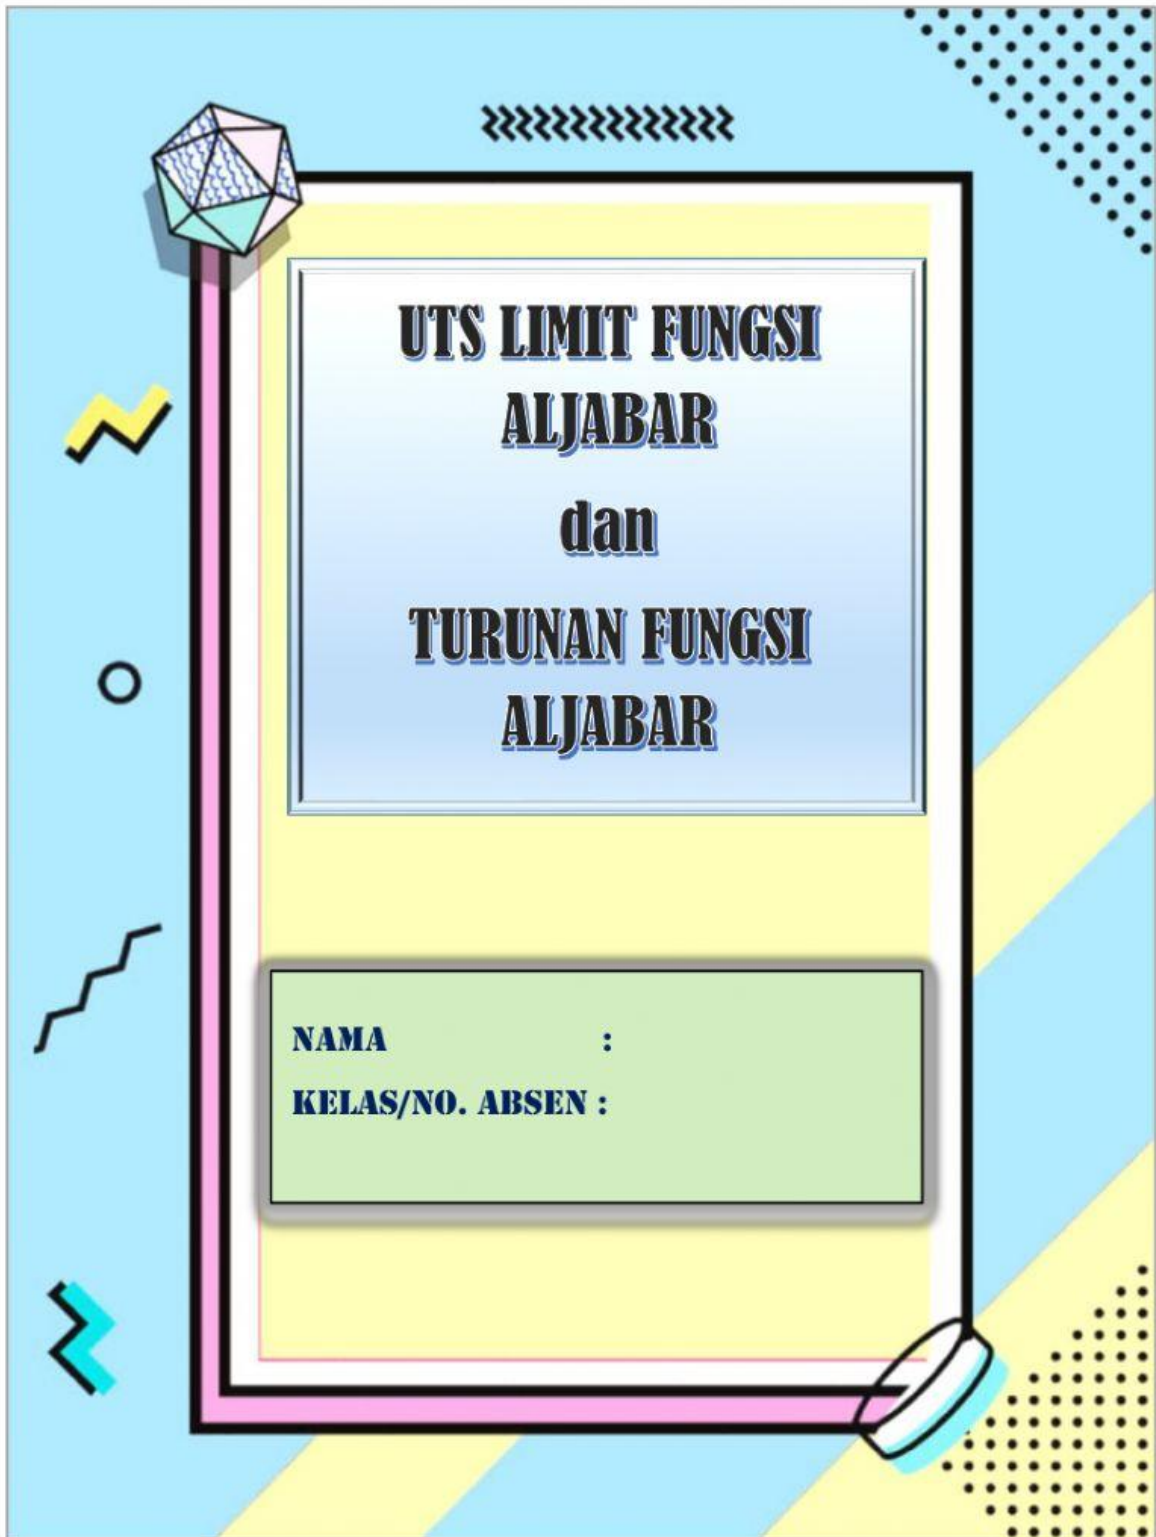 UTS LIMIT FUNGSI
ALJABAR
dan
TURUNAN FUNGSI
ALJABAR
NAMA :
KELAS/NO. ABSEN :